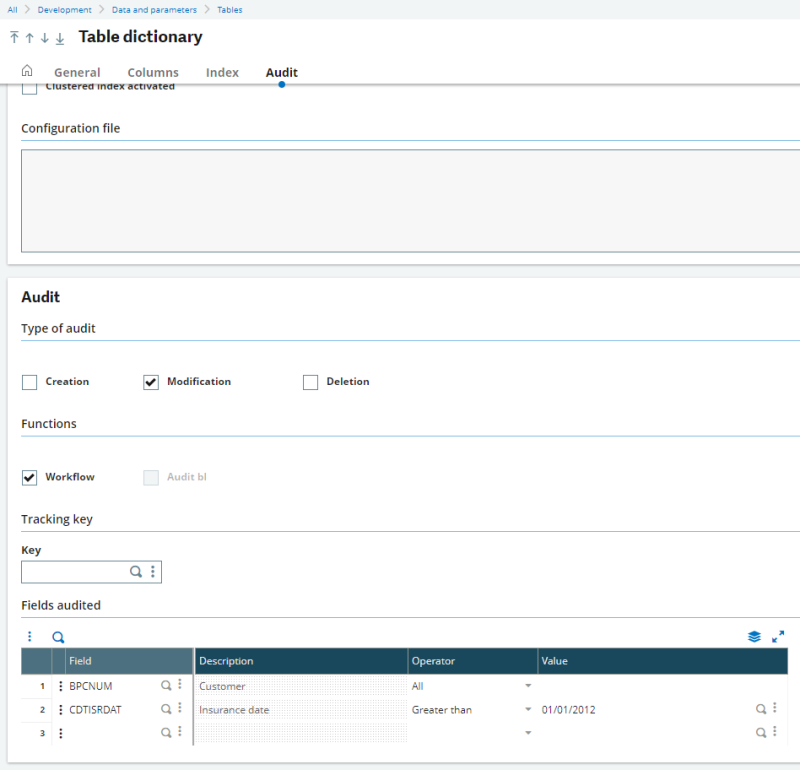 All > Development > Data and parameters > Tables
Table dictionary
General Columns Index Audit
Clustered index activated
Configuration file
Audit
Type of audit
Creation Modification Deletion
Functions
Workflow Audit bl
Tracking key
Key
Fields audited
Field Description Operator Value
1 BPCNUM Customer All
2 CDTISRDAT Insurance date Greater than 01/01/2012
3